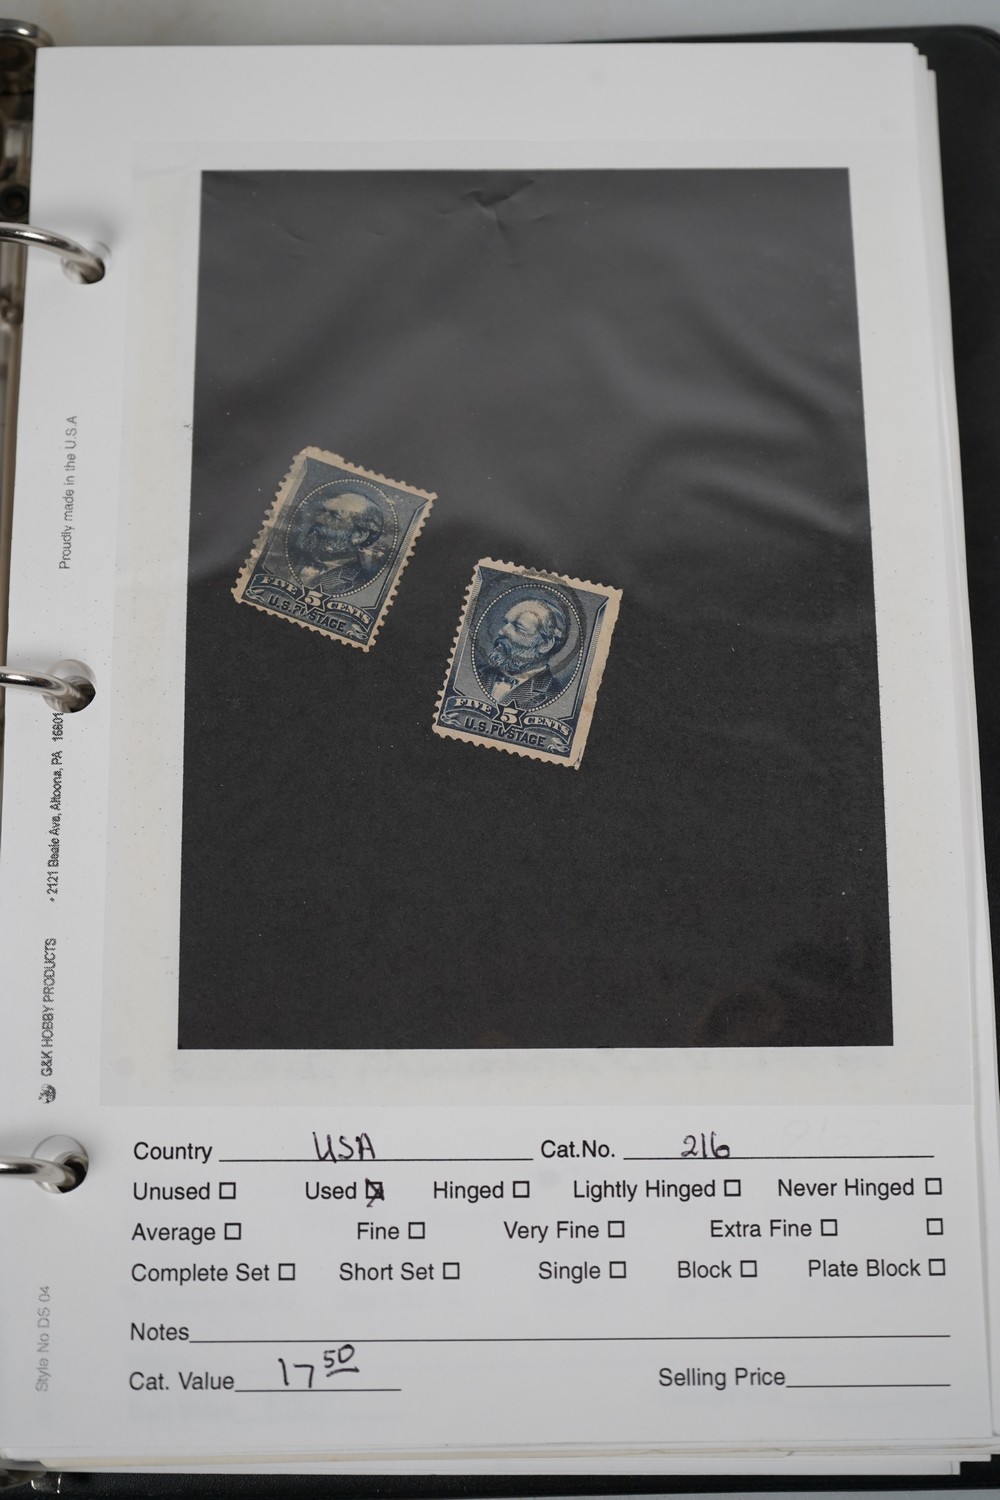 FIVE 5 CENTS
U.S. POSTAGE
FIVE 5 CENTS
U.S. POSTAGE
Proudly made in the U.S.A
G&K HOBBY PRODUCTS • 2121 Beale Ave, Altoona, PA 16601
Style No DS 04
Country USA Cat.No. 216
Unused Used Hinged Lightly Hinged Never Hinged
Average Fine Very Fine Extra Fine
Complete Set Short Set Single Block Plate Block
Notes
Cat. Value 17 50 Selling Price